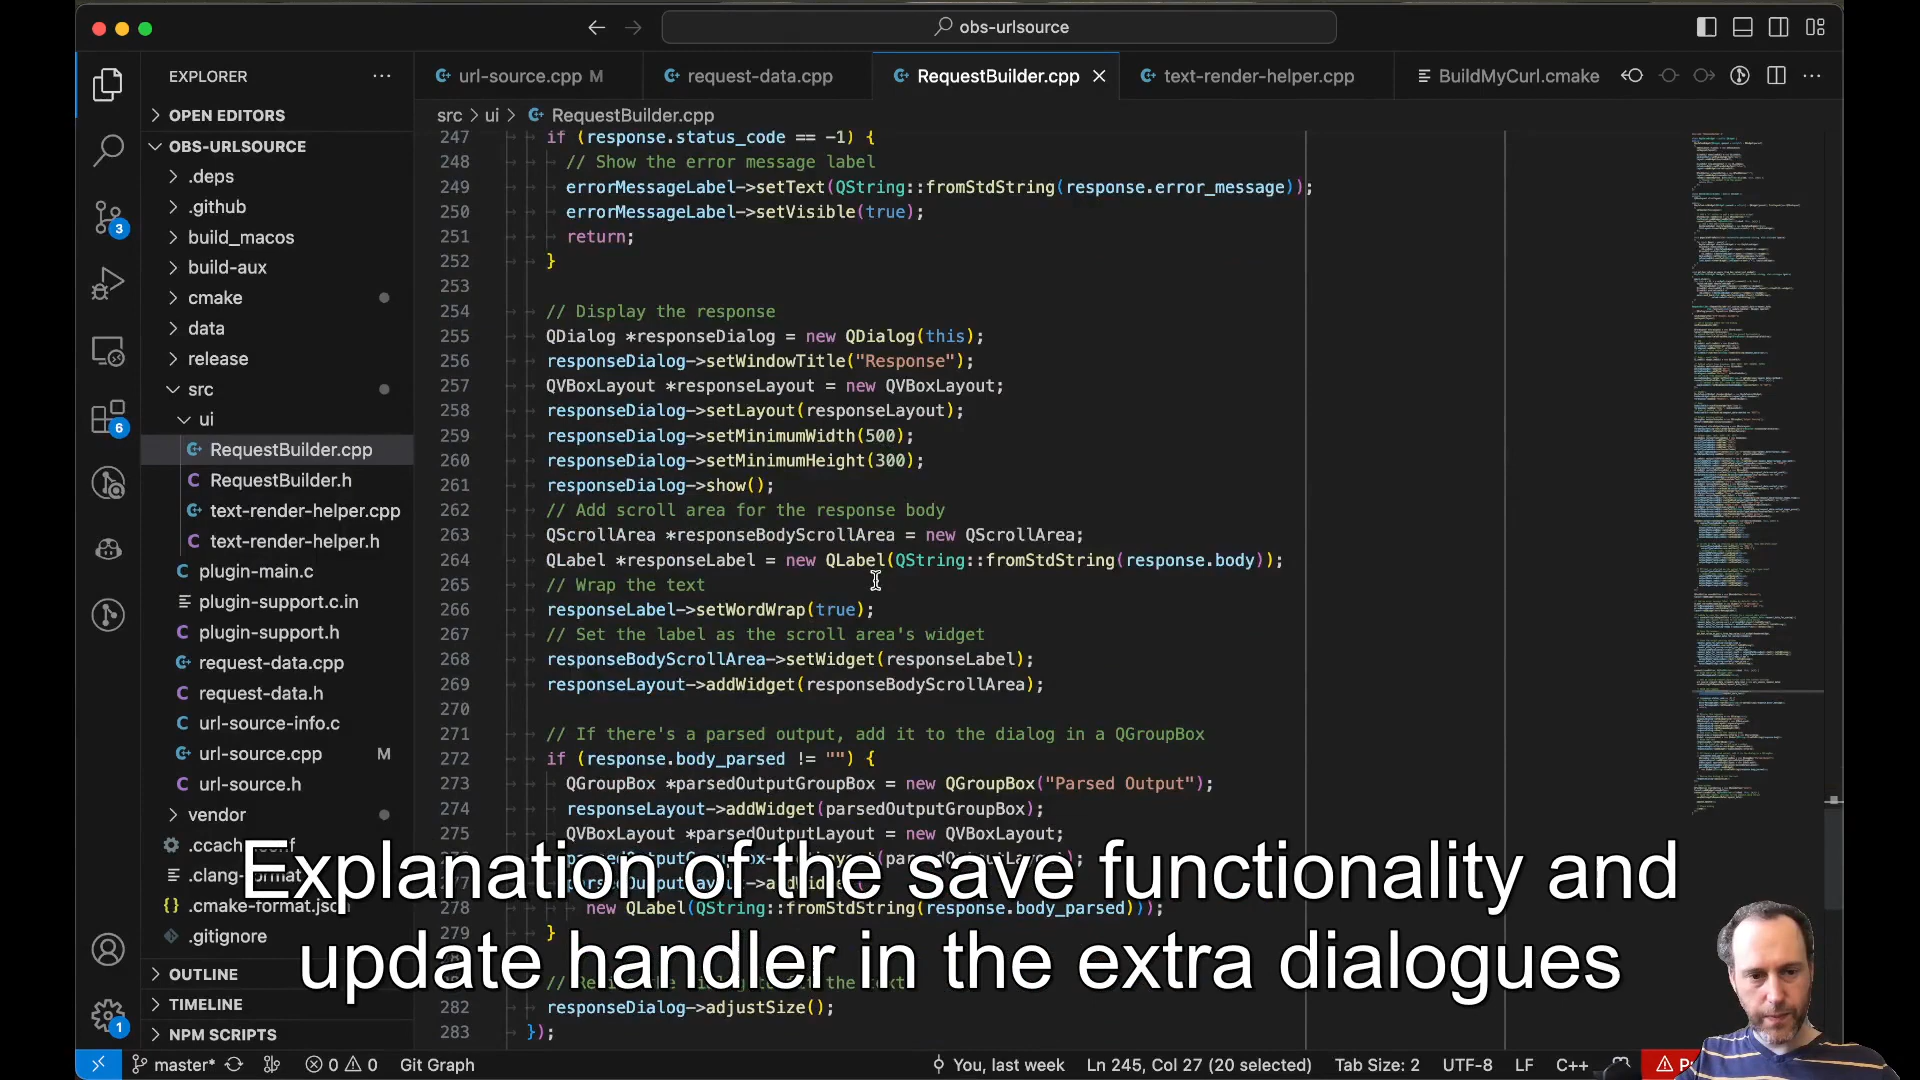 obs-urlsource
EXPLORER
url-source.cpp M
request-data.cpp
RequestBuilder.cpp
text-render-helper.cpp
BuildMyCurl.cmake
OPEN EDITORS
src > ui > RequestBuilder.cpp
OBS-URLSOURCE
.deps
.github
build_macos
build-aux
cmake
data
release
src
ui
RequestBuilder.cpp
RequestBuilder.h
text-render-helper.cpp
text-render-helper.h
plugin-main.c
plugin-support.c.in
plugin-support.h
request-data.cpp
request-data.h
url-source-info.c
url-source.cpp M
url-source.h
vendor
.cmake-format.json
.gitignore
OUTLINE
TIMELINE
NPM SCRIPTS
3
6
1
247 if (response.status_code == -1) {
248 // Show the error message label
249 errorMessageLabel->setText(QString::fromStdString(response.error_message));
250 errorMessageLabel->setVisible(true);
251 return;
252 }
253
254 // Display the response
255 QDialog *responseDialog = new QDialog(this);
256 responseDialog->setWindowTitle("Response");
257 QVBoxLayout *responseLayout = new QVBoxLayout;
258 responseDialog->setLayout(responseLayout);
259 responseDialog->setMinimumWidth(500);
260 responseDialog->setMinimumHeight(300);
261 responseDialog->show();
262 // Add scroll area for the response body
263 QScrollArea *responseBodyScrollArea = new QScrollArea;
264 QLabel *responseLabel = new QLabel(QString::fromStdString(response.body));
265 // Wrap the text
266 responseLabel->setWordWrap(true);
267 // Set the label as the scroll area's widget
268 responseBodyScrollArea->setWidget(responseLabel);
269 responseLayout->addWidget(responseBodyScrollArea);
270
271 // If there's a parsed output, add it to the dialog in a QGroupBox
272 if (response.body_parsed != "") {
273 QGroupBox *parsedOutputGroupBox = new QGroupBox("Parsed Output");
274 responseLayout->addWidget(parsedOutputGroupBox);
275 QVBoxLayout *parsedOutputLayout = new QVBoxLayout;
278 new QLabel(QString::fromStdString(response.body_parsed)));
279 }
282 responseDialog->adjustSize();
283 });
Explanation of the save functionality and
update handler in the extra dialogues
master* 0 0 Git Graph You, last week Ln 245, Col 27 (20 selected) Tab Size: 2 UTF-8 LF C++